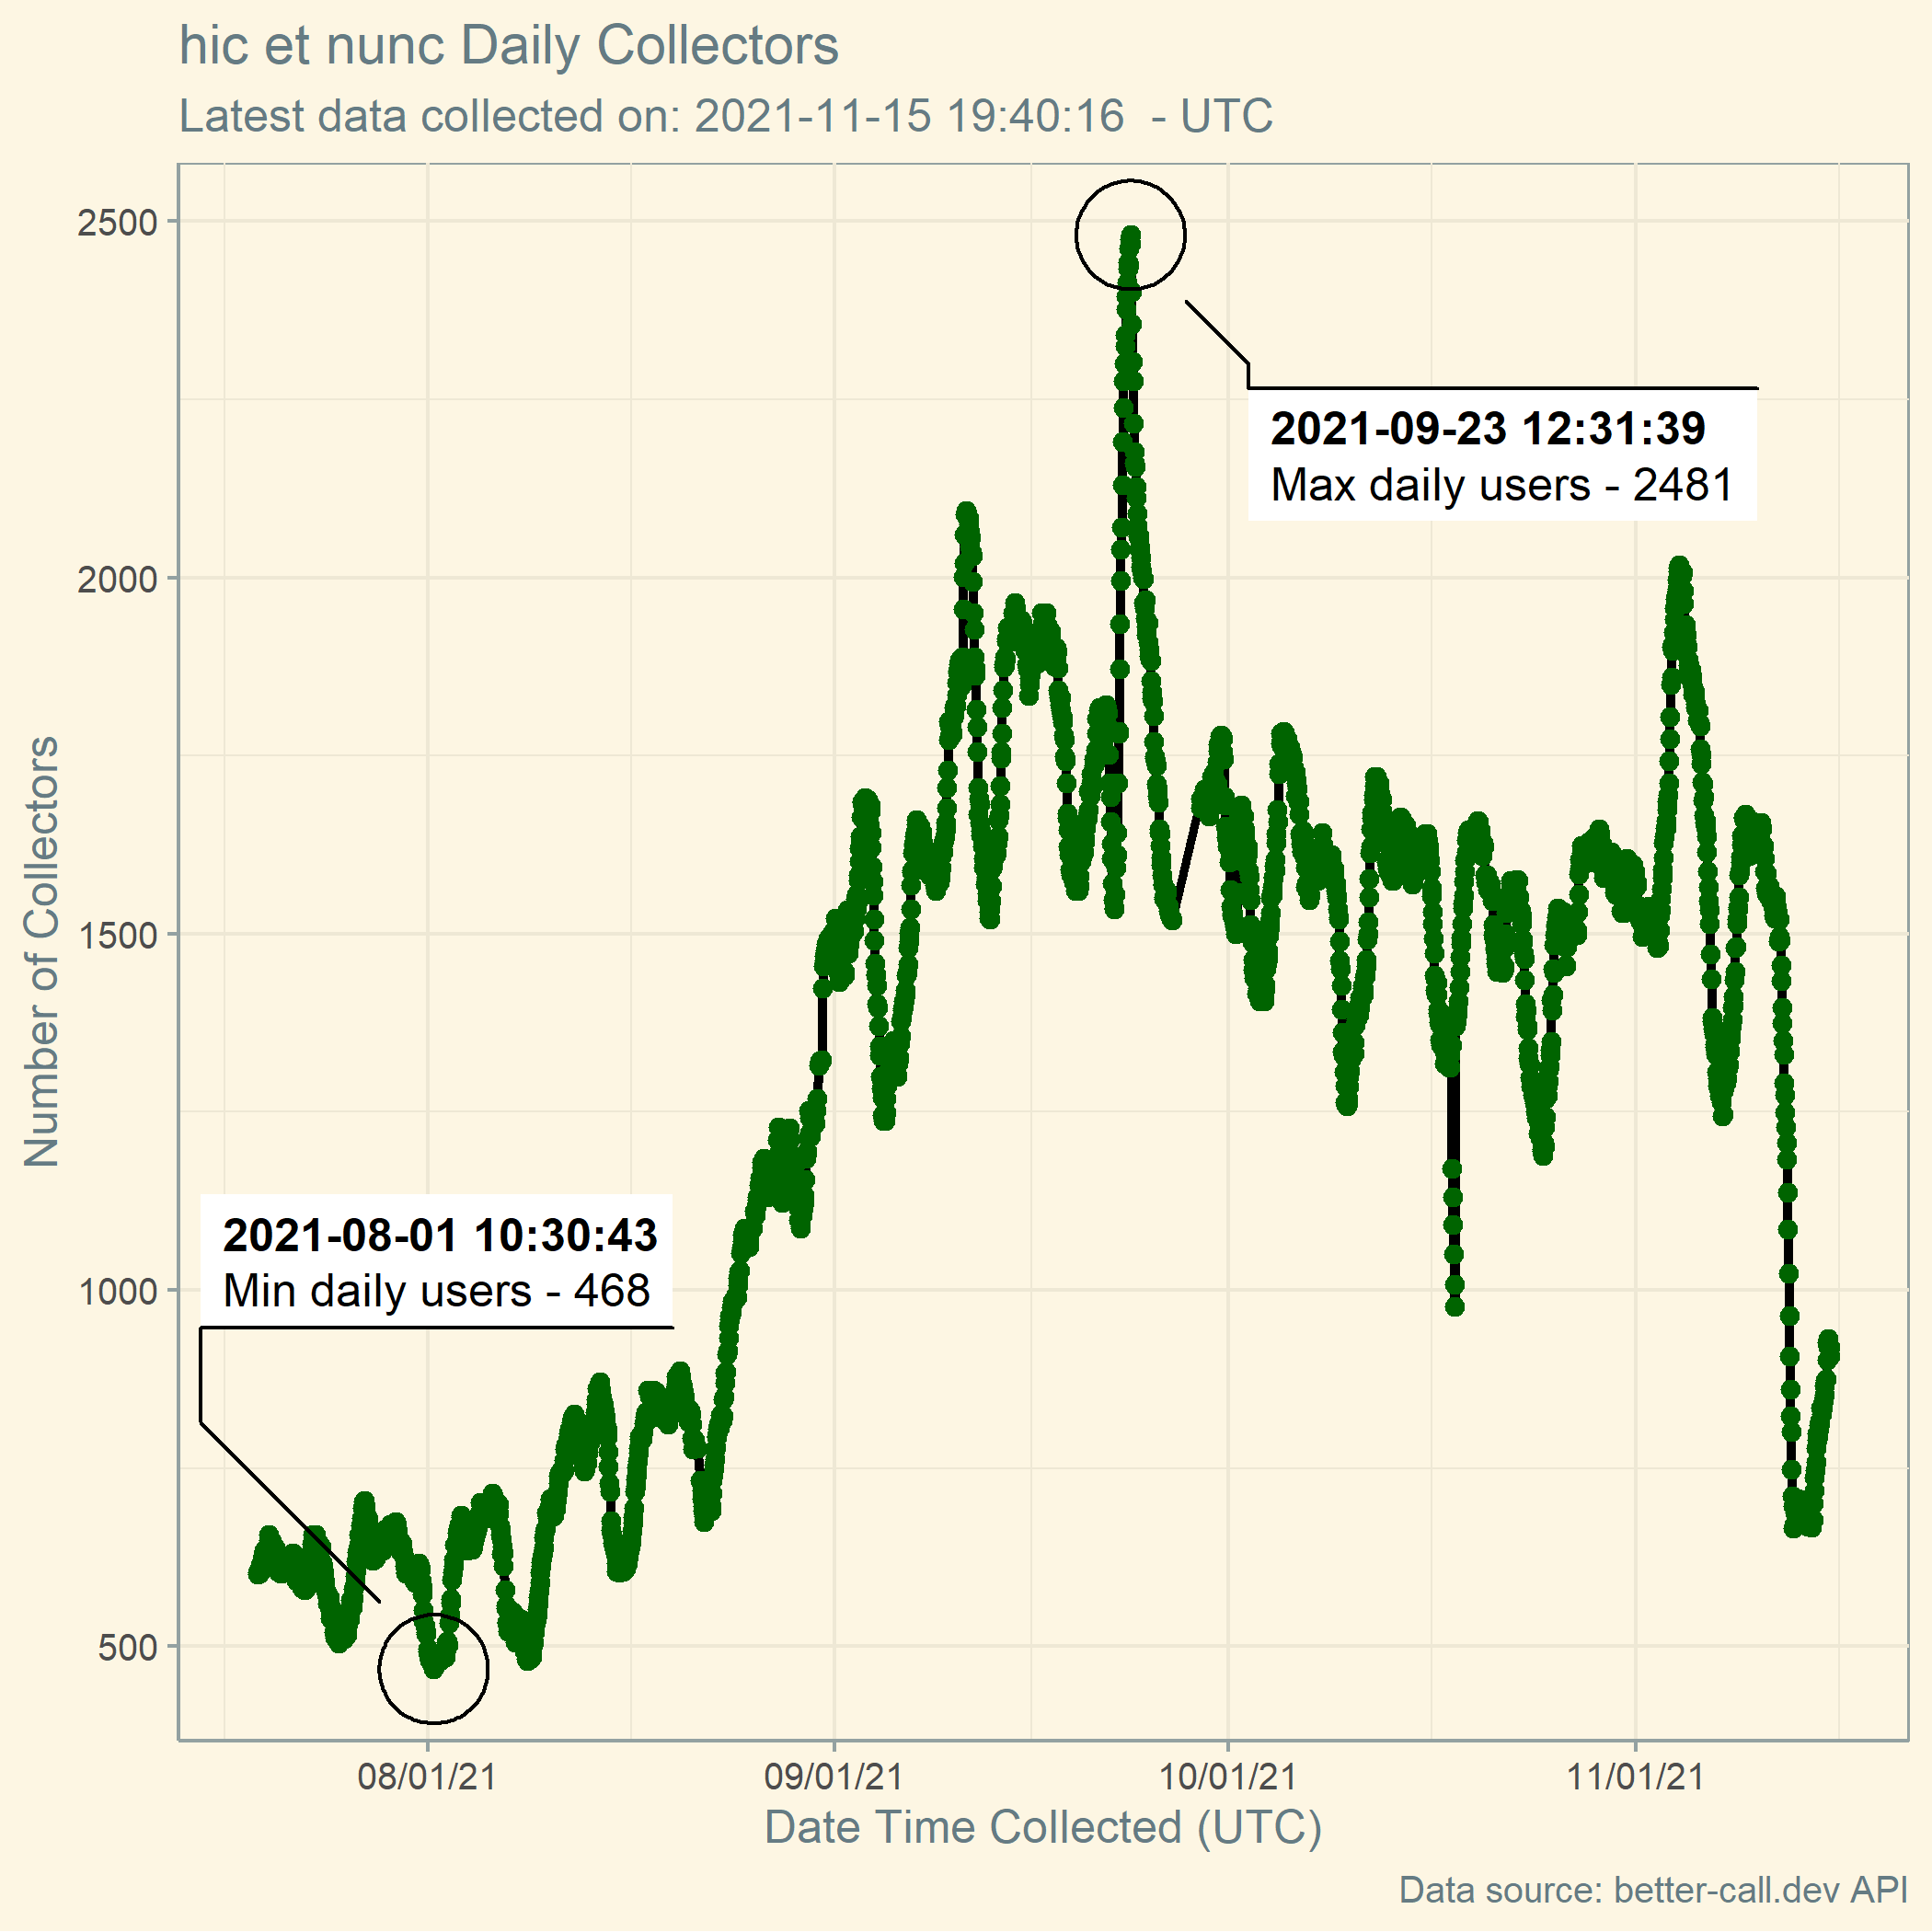 hic et nunc Daily Collectors
Latest data collected on: 2021-11-15 19:40:16  - UTC
Number of Collectors
2500
2000
1500
1000
500
2021-09-23 12:31:39
Max daily users - 2481
2021-08-01 10:30:43
Min daily users - 468
08/01/21
09/01/21
10/01/21
11/01/21
Date Time Collected (UTC)
Data source: better-call.dev API